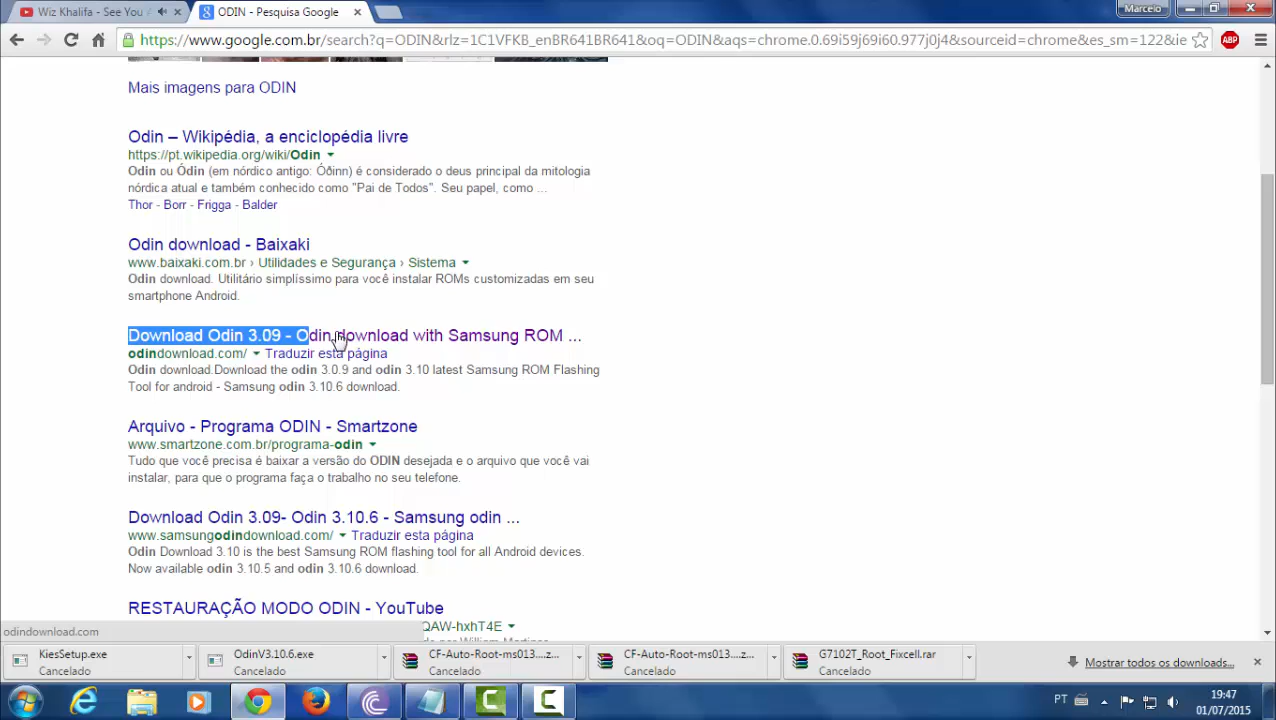 Wiz Khalifa - See You
ODIN - Pesquisa Google
Marcelo
https://www.google.com.br/search?q=ODIN&rlz=1C1VFKB_enBR641BR641&oq=ODIN&aqs=chrome.0.69i59j69i60.977j0j4&sourceid=chrome&es_sm=122&ie
ABP
Mais imagens para ODIN
Odin – Wikipédia, a enciclopédia livre
https://pt.wikipedia.org/wiki/Odin
Odin ou Ódin (em nórdico antigo: Óðinn) é considerado o deus principal da mitologia
nórdica atual e também conhecido como "Pai de Todos". Seu papel, como ...
Thor - Borr - Frigga - Balder
Odin download - Baixaki
www.baixaki.com.br › Utilidades e Segurança › Sistema
Odin download. Utilitário simplíssimo para você instalar ROMs customizadas em seu
smartphone Android.
Download Odin 3.09 - Odin download with Samsung ROM ...
odindownload.com/ Traduzir esta página
Odin download.Download the odin 3.0.9 and odin 3.10 latest Samsung ROM Flashing
Tool for android - Samsung odin 3.10.6 download.
Arquivo - Programa ODIN - Smartzone
www.smartzone.com.br/programa-odin
Tudo que você precisa é baixar a versão do ODIN desejada e o arquivo que você vai
instalar, para que o programa faça o trabalho no seu telefone.
Download Odin 3.09- Odin 3.10.6 - Samsung odin ...
www.samsungodindownload.com/ Traduzir esta página
Odin Download 3.10 is the best Samsung ROM flashing tool for all Android devices.
Now available odin 3.10.5 and odin 3.10.6 download.
RESTAURAÇÃO MODO ODIN - YouTube
QAW-hxhT4E
odindownload.com
KiesSetup.exe
Cancelado
OdinV3.10.6.exe
Cancelado
CF-Auto-Root-ms013....z...
Cancelado
CF-Auto-Root-ms013....z...
Cancelado
G7102T_Root_Fixcell.rar
Cancelado
Mostrar todos os downloads...
PT
19:47
01/07/2015